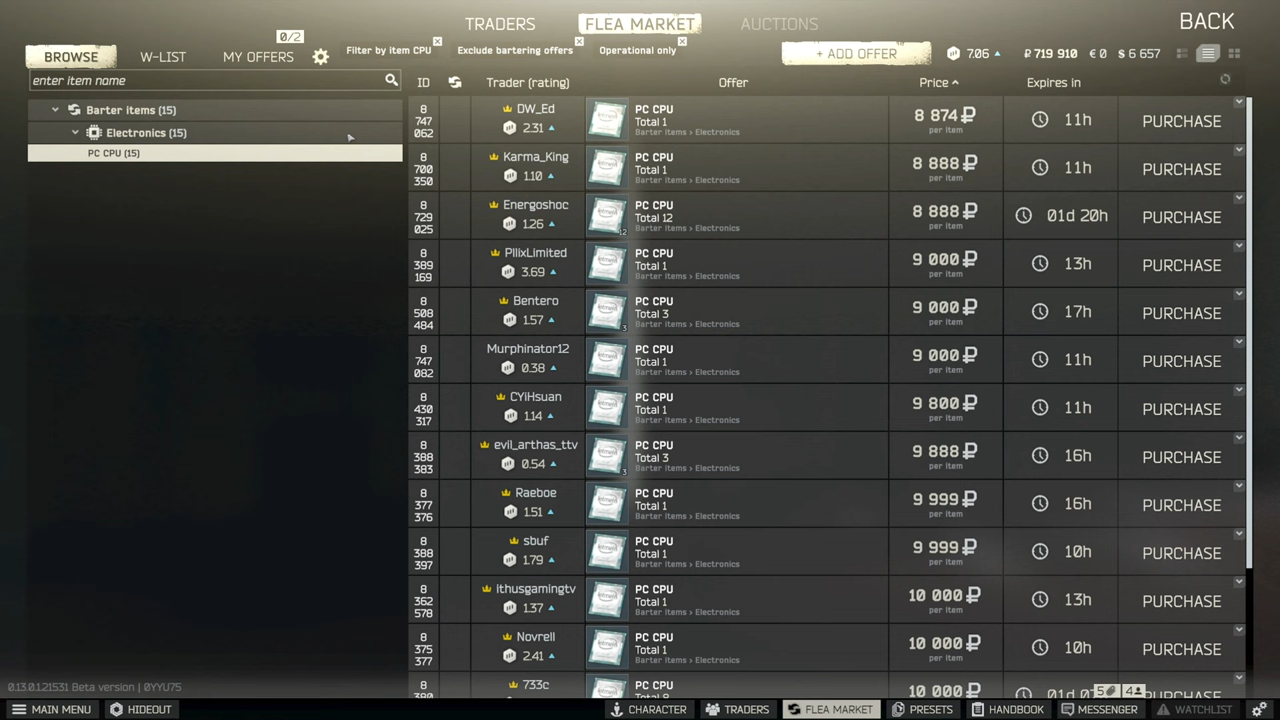 TRADERS FLEA MARKET AUCTIONS BACK
0/2
BROWSE W-LIST MY OFFERS Filter by item CPU Exclude bartering offers Operational only + ADD OFFER 7.06 ₽ 719 910 € 0 $ 6 657
enter item name
ID Trader (rating) Offer Price Expires in
Barter items (15)
Electronics (15)
PC CPU (15)
8 747 062 DW_Ed 2.31 PC CPU Total 1 Barter items > Electronics 8 874 ₽ per item 11h PURCHASE
8 700 350 Karma_King 1.10 PC CPU Total 1 Barter items > Electronics 8 888 ₽ per item 11h PURCHASE
8 729 025 Energoshoc 1.26 12 PC CPU Total 12 Barter items > Electronics 8 888 ₽ per item 01d 20h PURCHASE
8 389 169 PllixLimited 3.69 PC CPU Total 1 Barter items > Electronics 9 000 ₽ per item 13h PURCHASE
8 508 484 Bentero 1.57 3 PC CPU Total 3 Barter items > Electronics 9 000 ₽ per item 17h PURCHASE
8 747 082 Murphinator12 0.38 PC CPU Total 1 Barter items > Electronics 9 000 ₽ per item 11h PURCHASE
8 430 317 CYiHsuan 1.14 PC CPU Total 1 Barter items > Electronics 9 800 ₽ per item 11h PURCHASE
8 388 383 evil_arthas_ttv 0.54 3 PC CPU Total 3 Barter items > Electronics 9 888 ₽ per item 16h PURCHASE
8 377 376 Raeboe 1.51 PC CPU Total 1 Barter items > Electronics 9 999 ₽ per item 16h PURCHASE
8 388 397 sbuf 1.79 PC CPU Total 1 Barter items > Electronics 9 999 ₽ per item 10h PURCHASE
8 362 578 ithusgamingtv 1.37 PC CPU Total 1 Barter items > Electronics 10 000 ₽ per item 13h PURCHASE
8 375 377 Novrell 2.41 PC CPU Total 1 Barter items > Electronics 10 000 ₽ per item 10h PURCHASE
8 733c PC CPU 10 000 ₽ PURCHASE
0.13.0.1.21531 Beta version | 0YYU75
MAIN MENU HIDEOUT CHARACTER TRADERS FLEA MARKET PRESETS HANDBOOK MESSENGER WATCHLIST